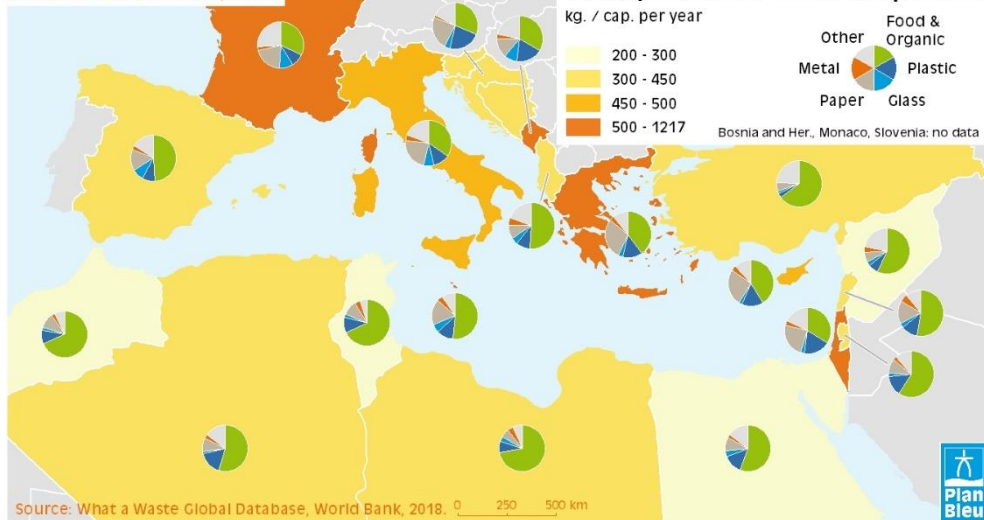 kg. / cap. per year
200 - 300
300 - 450
450 - 500
500 - 1217
Food &
Organic
Other
Metal
Plastic
Paper
Glass
Bosnia and Her., Monaco, Slovenia: no data
Source: What a Waste Global Database, World Bank, 2018.
0 250 500 km
Plan
Bleu